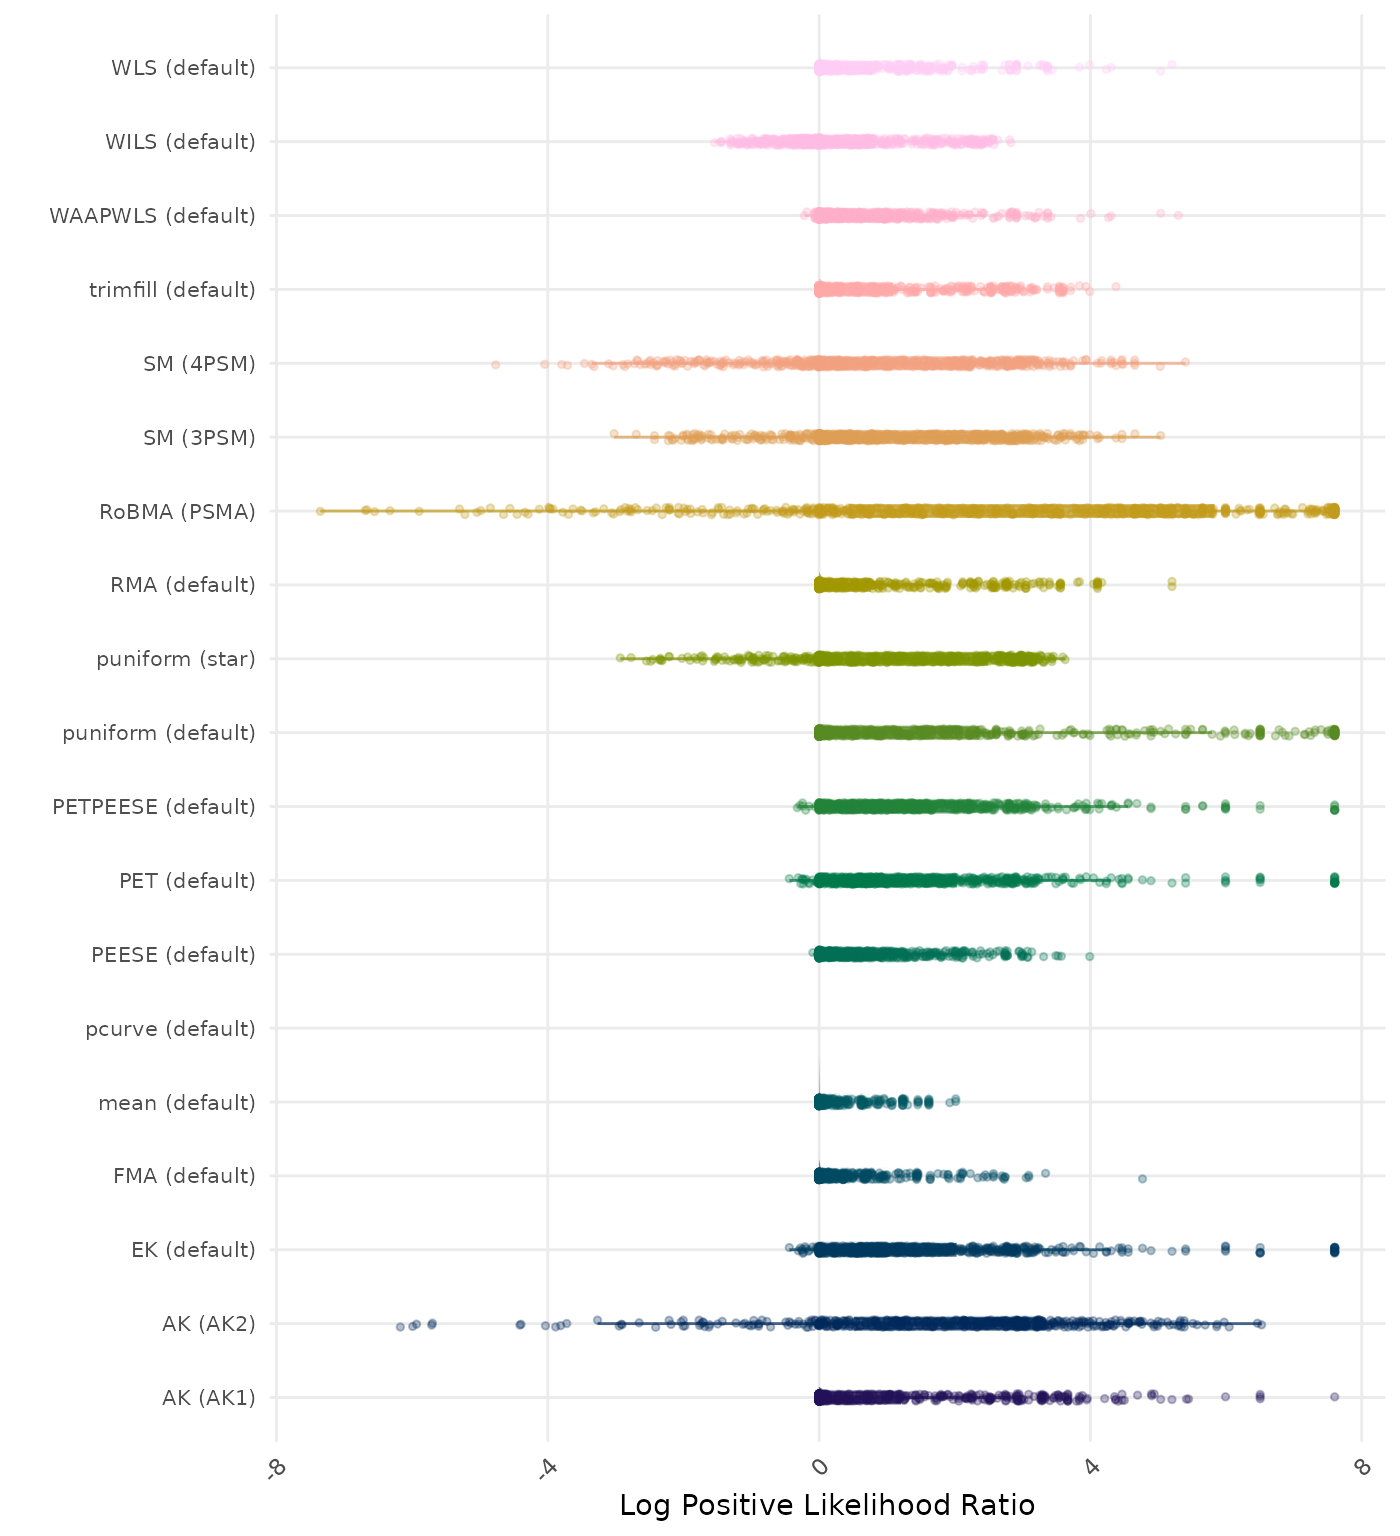 WLS (default)
WILS (default)
WAAPWLS (default)
trimfill (default)
SM (4PSM)
SM (3PSM)
RoBMA (PSMA)
RMA (default)
puniform (star)
puniform (default)
PETPEESE (default)
PET (default)
PEESE (default)
pcurve (default)
mean (default)
FMA (default)
EK (default)
AK (AK2)
AK (AK1)
-8 -4 0 4 8
Log Positive Likelihood Ratio